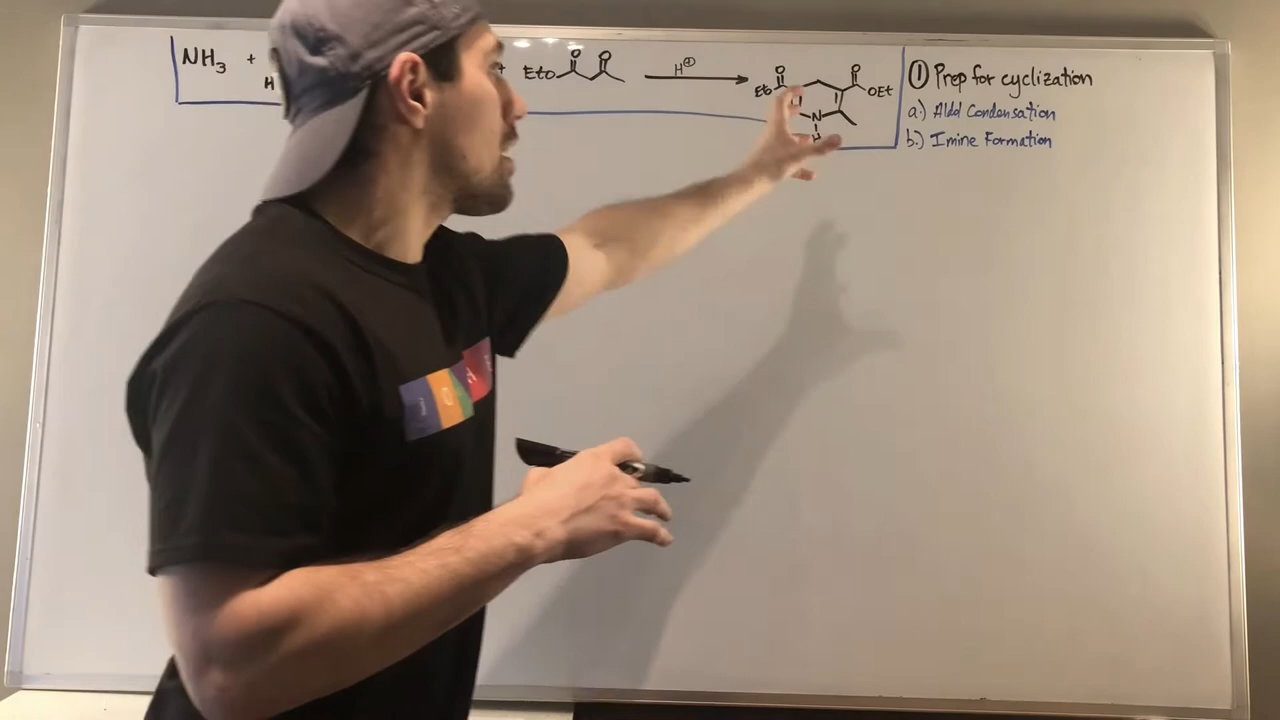 NH3 +
H
+ EtO O O H⊕
EtO O O OEt
N
H
① Prep for cyclization
a.) Aldol Condensation
b.) Imine Formation